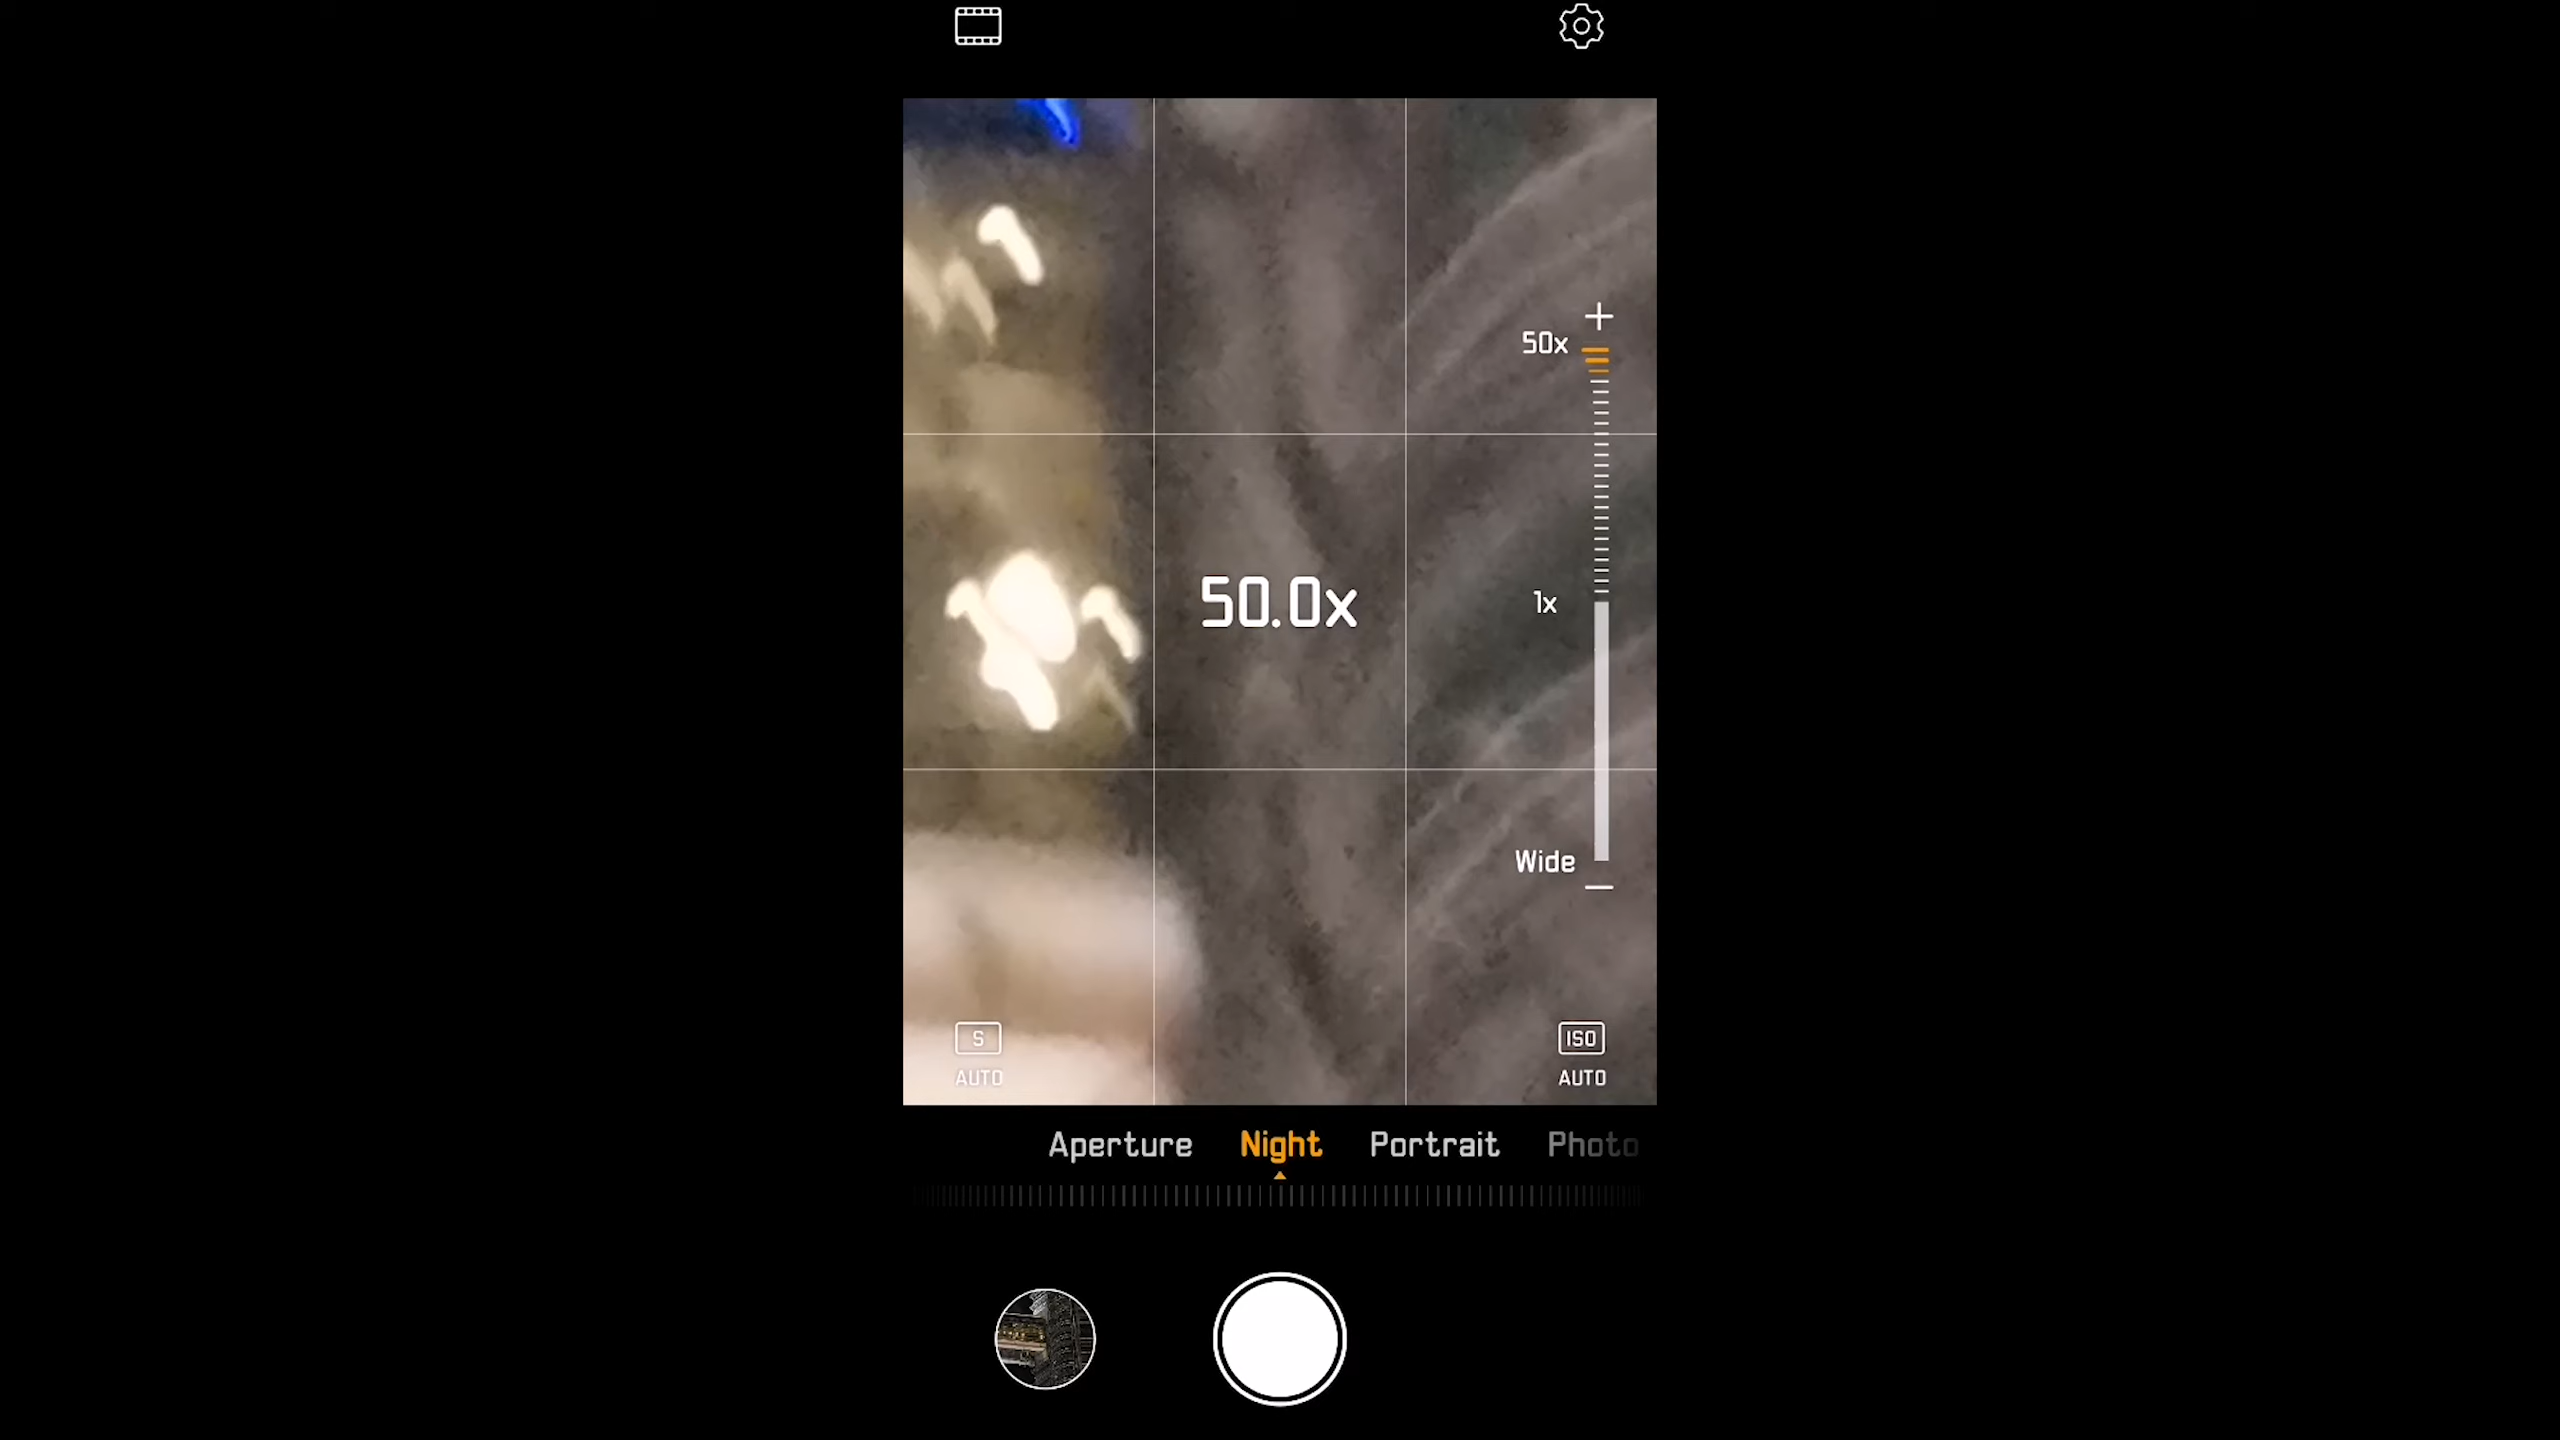 50x
50.0x
1x
Wide
S
ISO
AUTO
AUTO
Aperture Night Portrait Photo